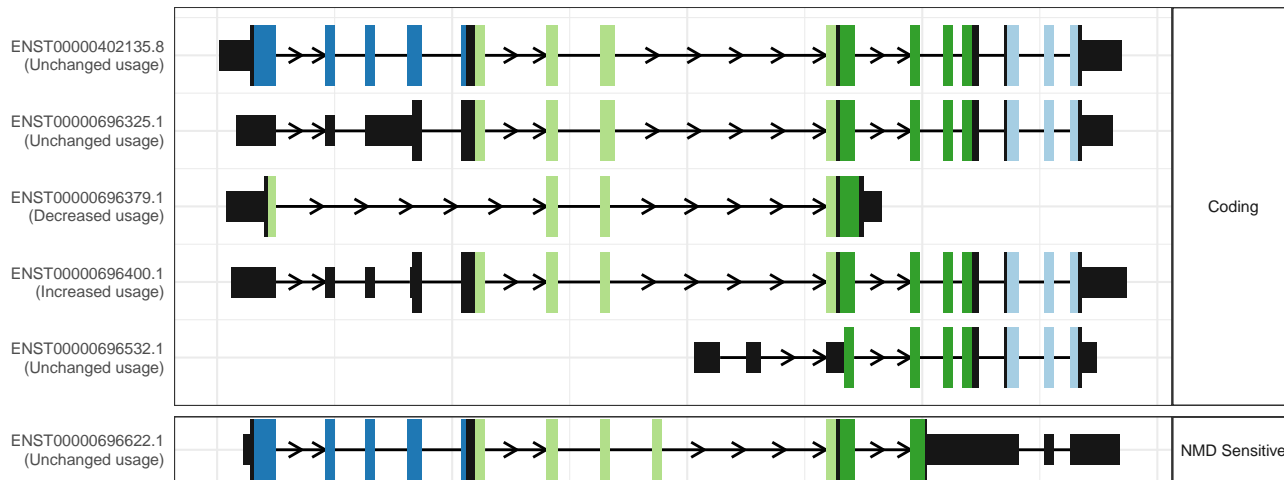 ENST00000402135.8
(Unchanged usage)
ENST00000696325.1
(Unchanged usage)
ENST00000696379.1
(Decreased usage)
ENST00000696400.1
(Increased usage)
ENST00000696532.1
(Unchanged usage)
Coding
ENST00000696622.1
(Unchanged usage)
NMD Sensitive